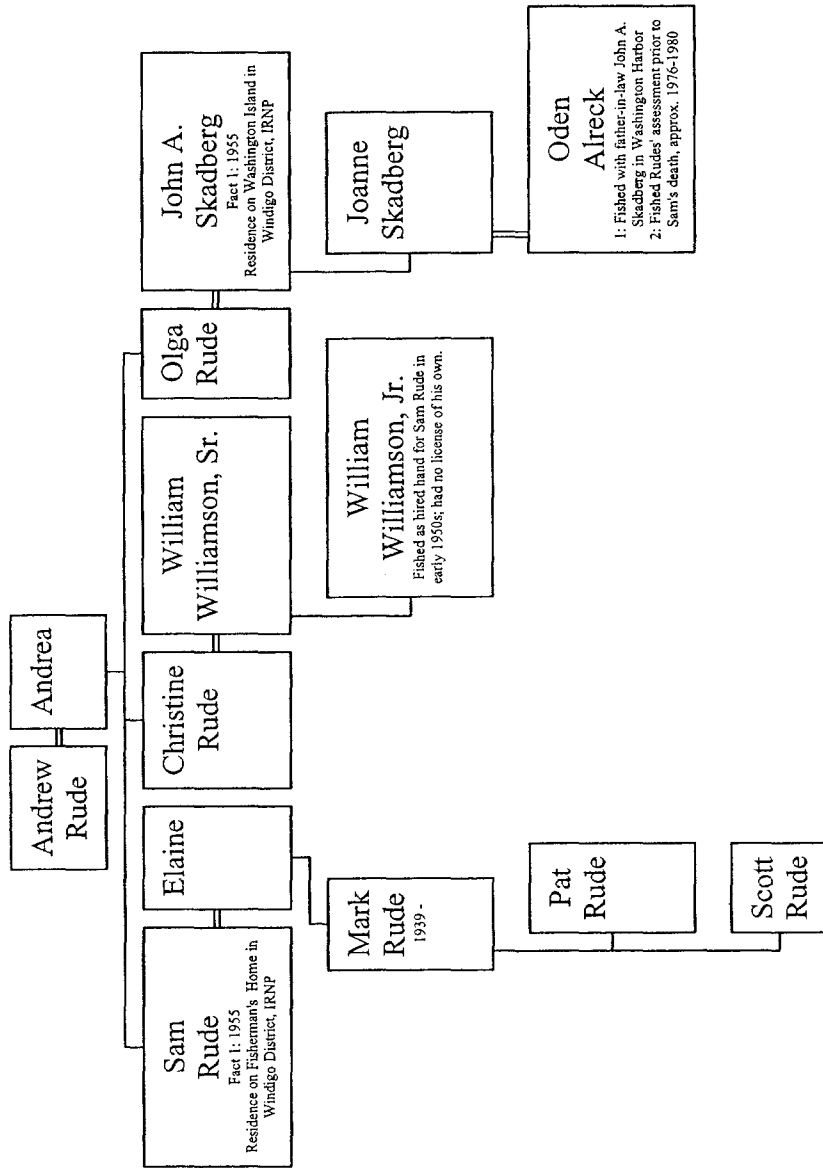 Andrew
Rude
Andrea
Sam
Rude
Fact 1: 1955
Residence on Fisherman's Home in
Windigo District, IRNP
Elaine
Christine
Rude
William
Williamson, Sr.
Olga
Rude
John A.
Skadberg
Fact 1: 1955
Residence on Washington Island in
Windigo District, IRNP
Mark
Rude
1939 -
William
Williamson, Jr.
Fished as hired hand for Sam Rude in
early 1950s; had no license of his own.
Joanne
Skadberg
Pat
Rude
Oden
Alreck
1: Fished with father-in-law John A.
Skadberg in Washington Harbor
2: Fished Rudes' assessment prior to
Sam's death, approx. 1976-1980
Scott
Rude